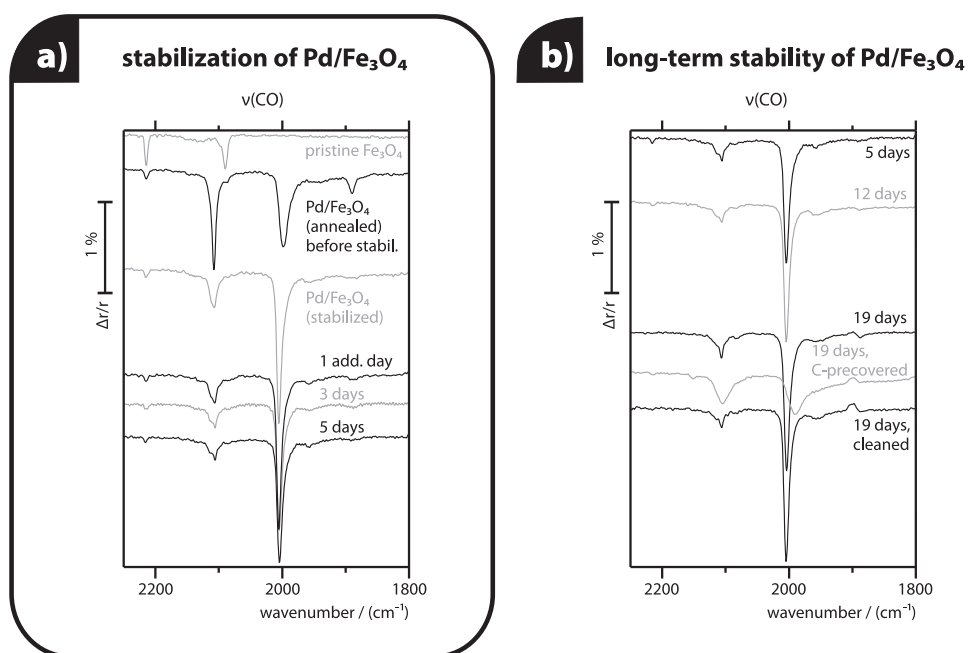 a)
stabilization of Pd/Fe₃O₄
ν(CO)
pristine Fe₃O₄
Pd/Fe₃O₄
(annealed)
before stabil.
1 %
Δr/r
Pd/Fe₃O₄
(stabilized)
1 add. day
3 days
5 days
2200
2000
1800
wavenumber / (cm⁻¹)
b)
long-term stability of Pd/Fe₃O₄
ν(CO)
5 days
12 days
1 %
Δr/r
19 days
19 days,
C-precovered
19 days,
cleaned
2200
2000
1800
wavenumber / (cm⁻¹)